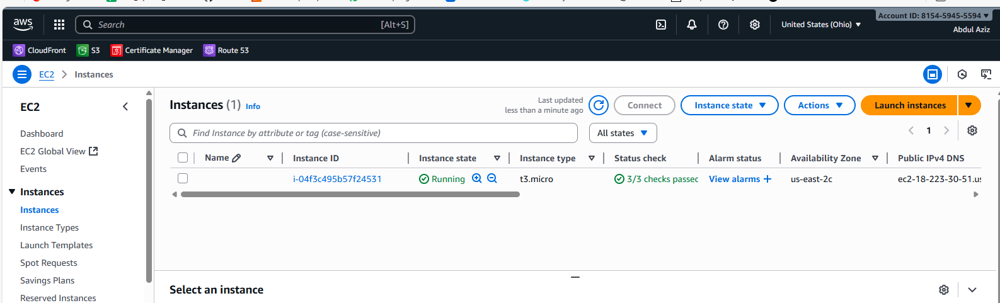 aws
Search
[Alt+S]
United States (Ohio)
Account ID: 8154-5945-5594
Abdul Aziz
CloudFront
S3
Certificate Manager
Route 53
EC2
Instances
EC2
Dashboard
EC2 Global View
Events
Instances
Instances
Instance Types
Launch Templates
Spot Requests
Savings Plans
Reserved Instances
Instances (1) Info
Last updated
less than a minute ago
Connect
Instance state
Actions
Launch instances
Find Instance by attribute or tag (case-sensitive)
All states
1
Name
Instance ID
Instance state
Instance type
Status check
Alarm status
Availability Zone
Public IPv4 DNS
i-04f3c495b57f24531
Running
t3.micro
3/3 checks passec
View alarms +
us-east-2c
ec2-18-223-30-51.us
Select an instance